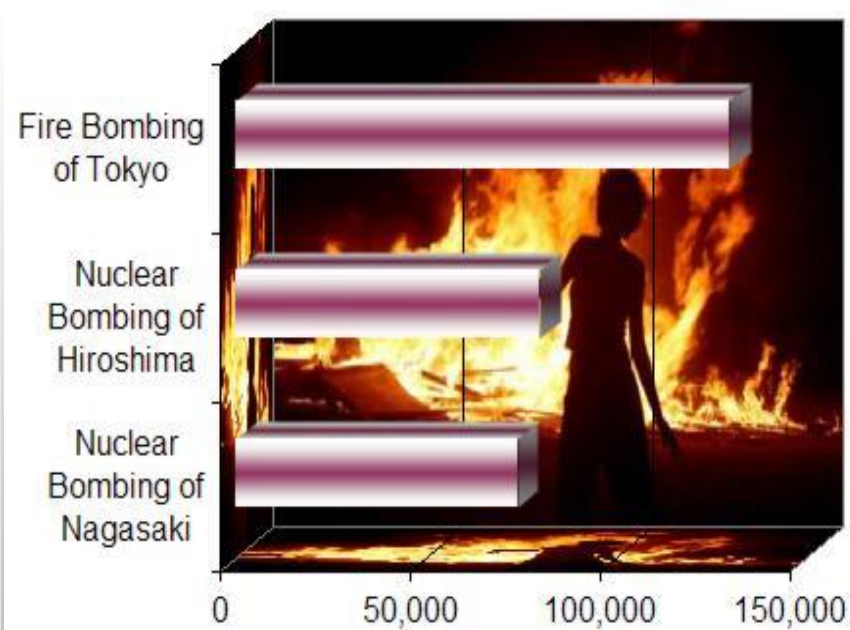 Fire Bombing
of Tokyo
Nuclear
Bombing of
Hiroshima
Nuclear
Bombing of
Nagasaki
0 50,000 100,000 150,000